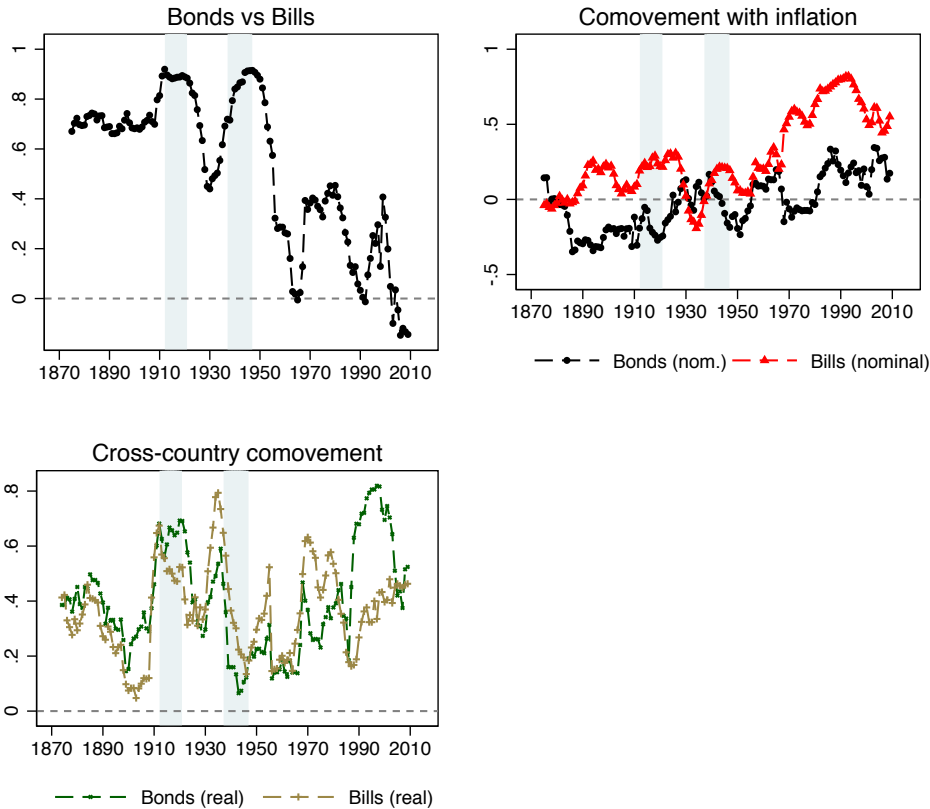 Bonds vs Bills
1
.8
.6
.4
.2
0
1870 1890 1910 1930 1950 1970 1990 2010
Comovement with inflation
1
.5
0
-.5
1870 1890 1910 1930 1950 1970 1990 2010
Bonds (nom.) Bills (nominal)
Cross-country comovement
.8
.6
.4
.2
0
1870 1890 1910 1930 1950 1970 1990 2010
Bonds (real) Bills (real)